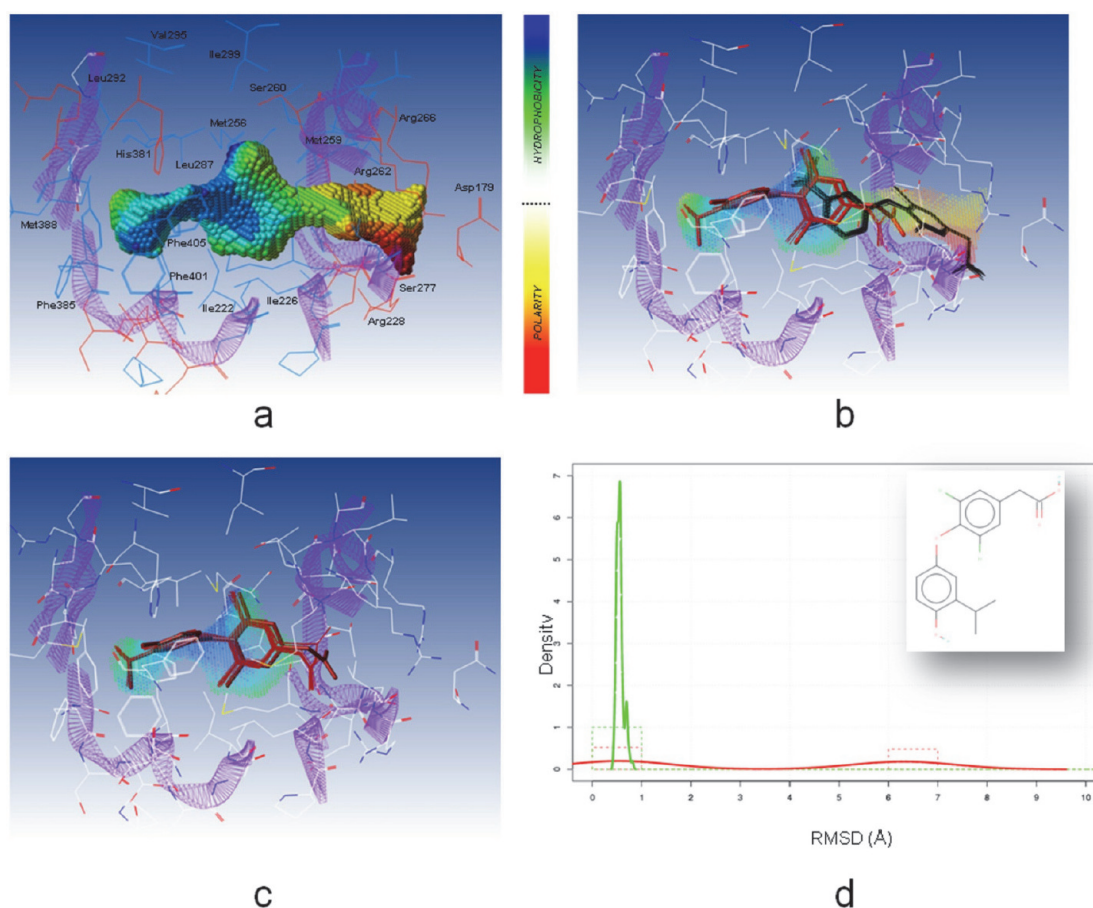 Val295
Ile299
Leu292
Ser260
Arg266
Met256
Met259
His381
Leu287
Arg262
Asp179
Met388
Phe405
Phe401
Ser277
Phe385
Ile222
Ile226
Arg228
HYDROPHOBICITY
POLARITY
a
b
c
Density
7
6
5
4
3
2
1
0
0 1 2 3 4 5 6 7 8 9 10
RMSD (Å)
d